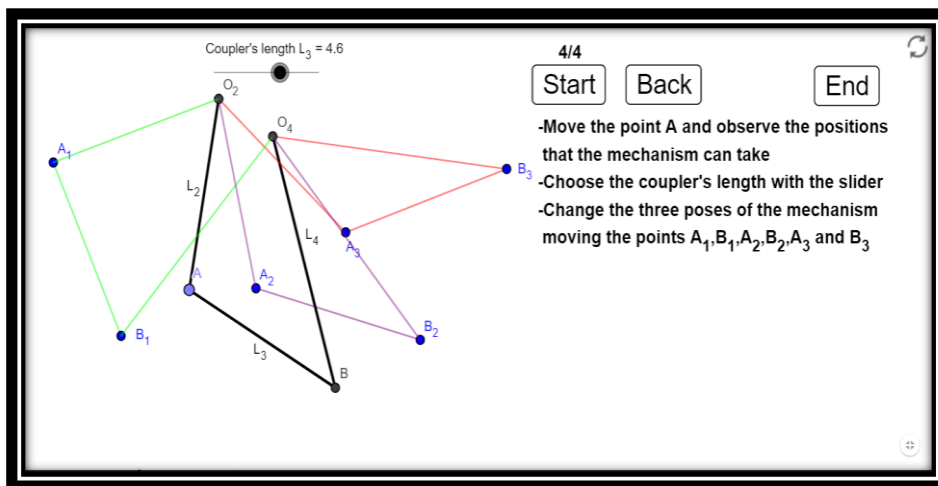 Coupler's length L₃ = 4.6
4/4
Start Back End
O₂
O₄
A₁
B₃
L₂
L₄
A₃
A
A₂
B₁
B₂
L₃
B
-Move the point A and observe the positions
that the mechanism can take
-Choose the coupler's length with the slider
-Change the three poses of the mechanism
moving the points A₁,B₁,A₂,B₂,A₃ and B₃